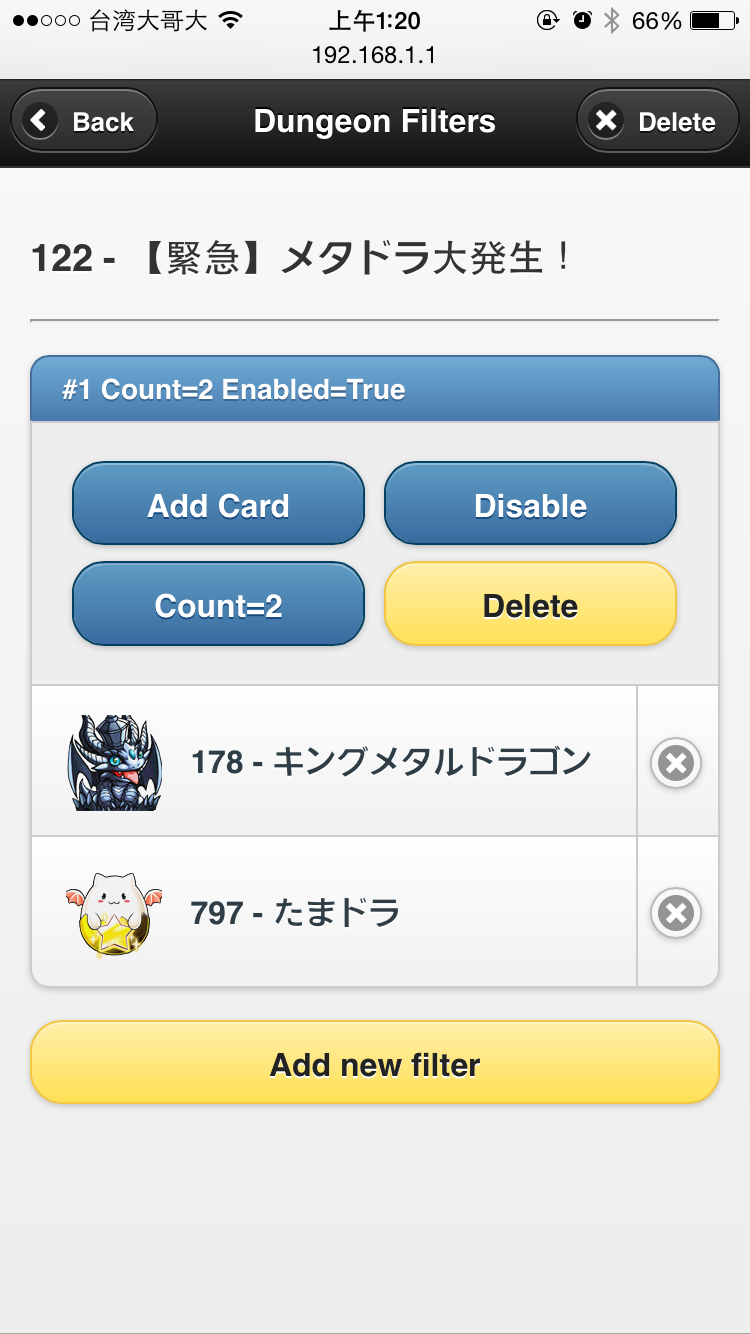 台湾大哥大 上午1:20 66%
192.168.1.1
Back Dungeon Filters Delete
122 - 【緊急】メタドラ大発生！
#1 Count=2 Enabled=True
Add Card Disable
Count=2 Delete
178 - キングメタルドラゴン
797 - たまドラ
Add new filter